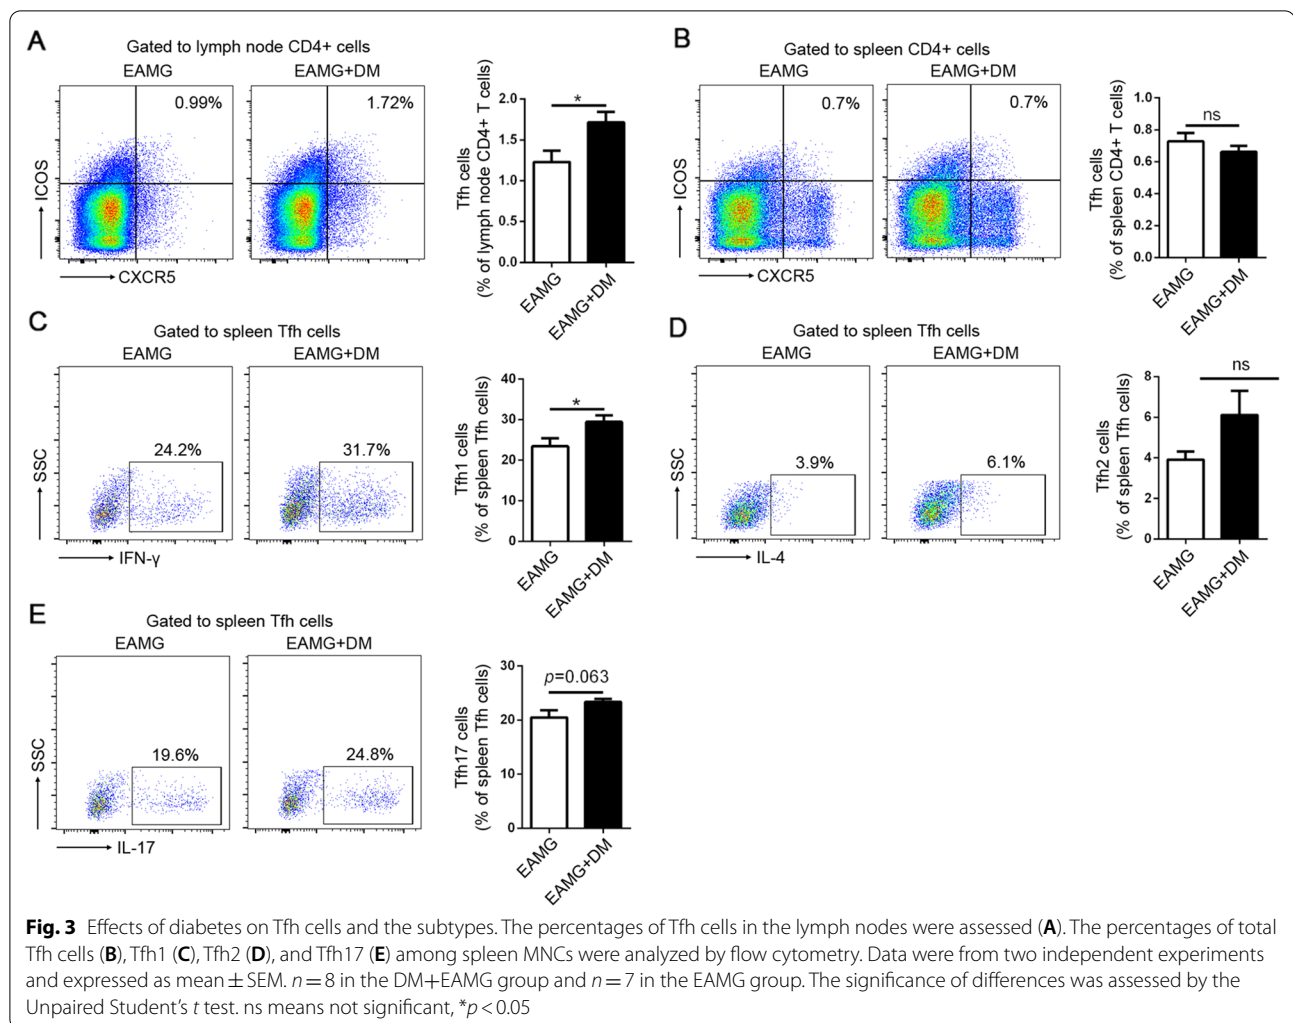 A
Gated to lymph node CD4+ cells
EAMG
EAMG+DM
0.99%
1.72%
ICOS
CXCR5
Tfh cells
(% of lymph node CD4+ T cells)
2.0
1.5
1.0
0.5
0.0
*
EAMG
EAMG+DM
B
Gated to spleen CD4+ cells
EAMG
EAMG+DM
0.7%
0.7%
ICOS
CXCR5
Tfh cells
(% of spleen CD4+ T cells)
1.0
0.8
0.6
0.4
0.2
0.0
ns
EAMG
EAMG+DM
C
Gated to spleen Tfh cells
EAMG
EAMG+DM
24.2%
31.7%
SSC
IFN-γ
Tfh1 cells
(% of spleen Tfh cells)
40
30
20
10
0
*
EAMG
EAMG+DM
D
Gated to spleen Tfh cells
EAMG
EAMG+DM
3.9%
6.1%
SSC
IL-4
Tfh2 cells
(% of spleen Tfh cells)
8
6
4
2
0
ns
EAMG
EAMG+DM
E
Gated to spleen Tfh cells
EAMG
EAMG+DM
19.6%
24.8%
SSC
IL-17
Tfh17 cells
(% of spleen Tfh cells)
30
20
10
0
p=0.063
EAMG
EAMG+DM
Fig. 3 Effects of diabetes on Tfh cells and the subtypes. The percentages of Tfh cells in the lymph nodes were assessed (A). The percentages of total
Tfh cells (B), Tfh1 (C), Tfh2 (D), and Tfh17 (E) among spleen MNCs were analyzed by flow cytometry. Data were from two independent experiments
and expressed as mean ± SEM. n = 8 in the DM+EAMG group and n = 7 in the EAMG group. The significance of differences was assessed by the
Unpaired Student's t test. ns means not significant, *p < 0.05